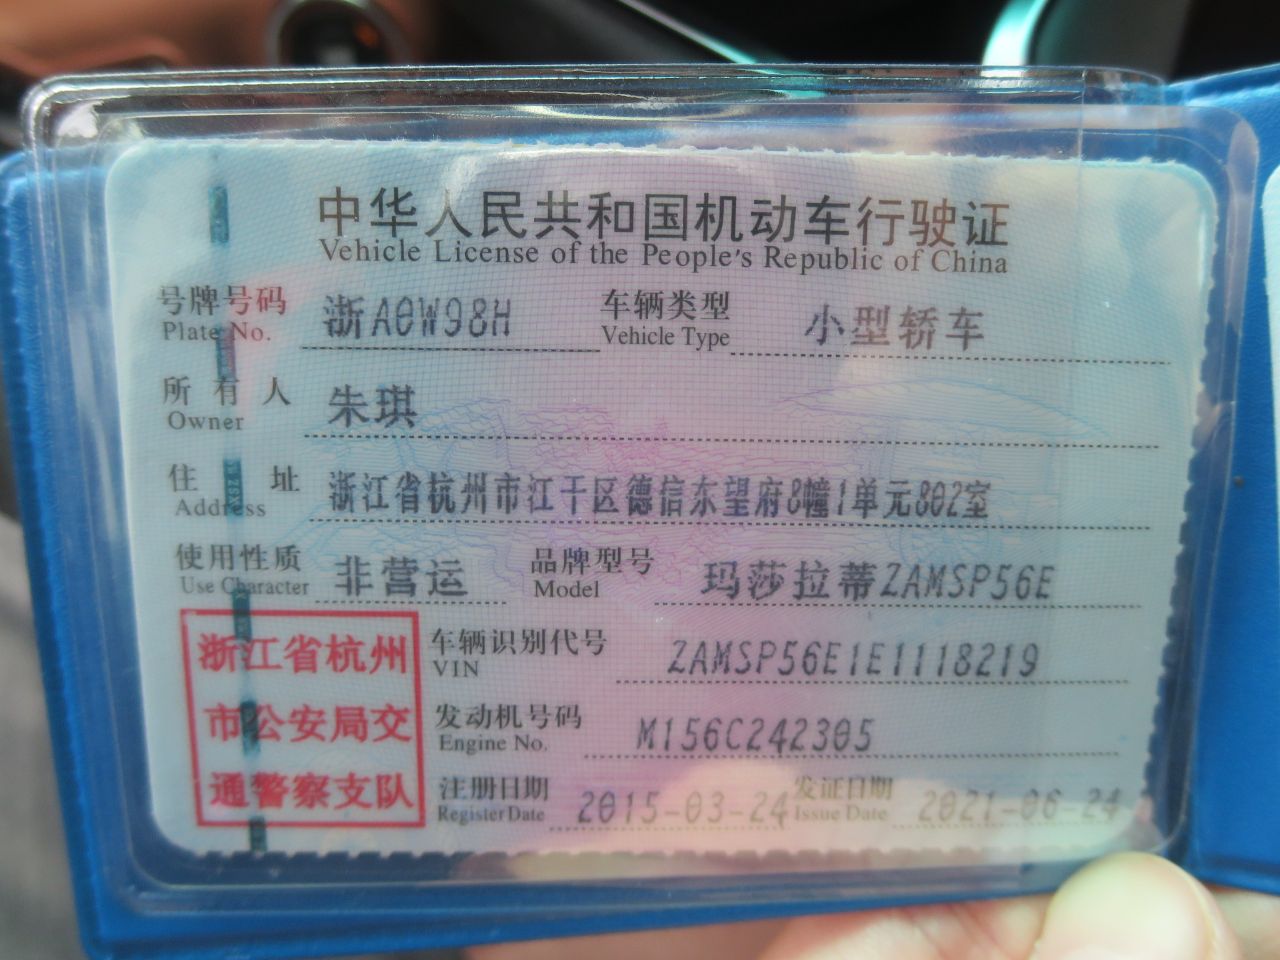 中华人民共和国机动车行驶证
Vehicle License of the People's Republic of China
号牌号码 浙A0W98H 车辆类型 小型轿车
Plate No. Vehicle Type
所有人 朱琪
Owner
住址 浙江省杭州市江干区德信东望府8幢1单元802室
Address
使用性质 非营运 品牌型号 玛莎拉蒂ZAMSP56E
Use Character Model
浙江省杭州
市公安局交
通警察支队
车辆识别代号 ZAMSP56E1E1118219
VIN
发动机号码 M156C242305
Engine No.
注册日期 2015-03-24 发证日期 2021-06-24
Register Date Issue Date